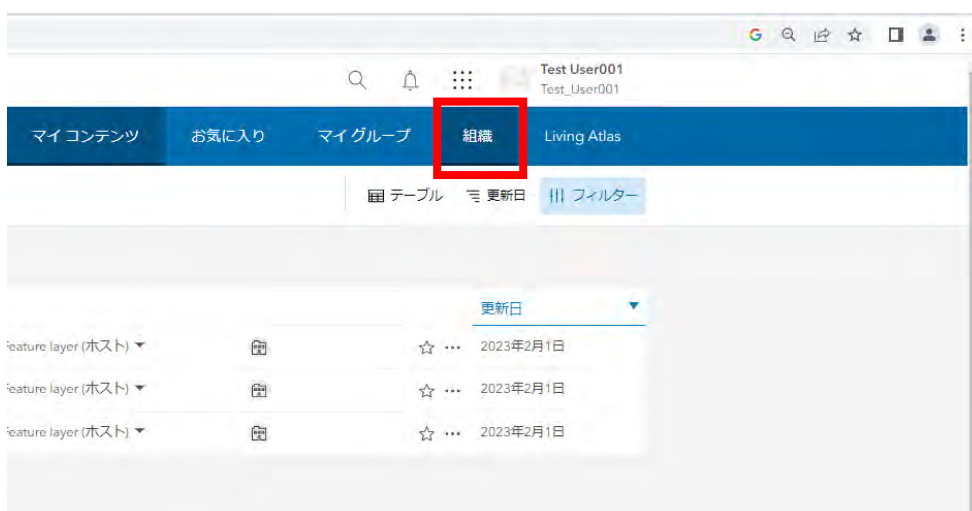 Test User001
Test_User001
マイ コンテンツ お気に入り マイ グループ 組織 Living Atlas
テーブル 更新日 フィルター
更新日
Feature layer (ホスト) 2023年2月1日
Feature layer (ホスト) 2023年2月1日
Feature layer (ホスト) 2023年2月1日